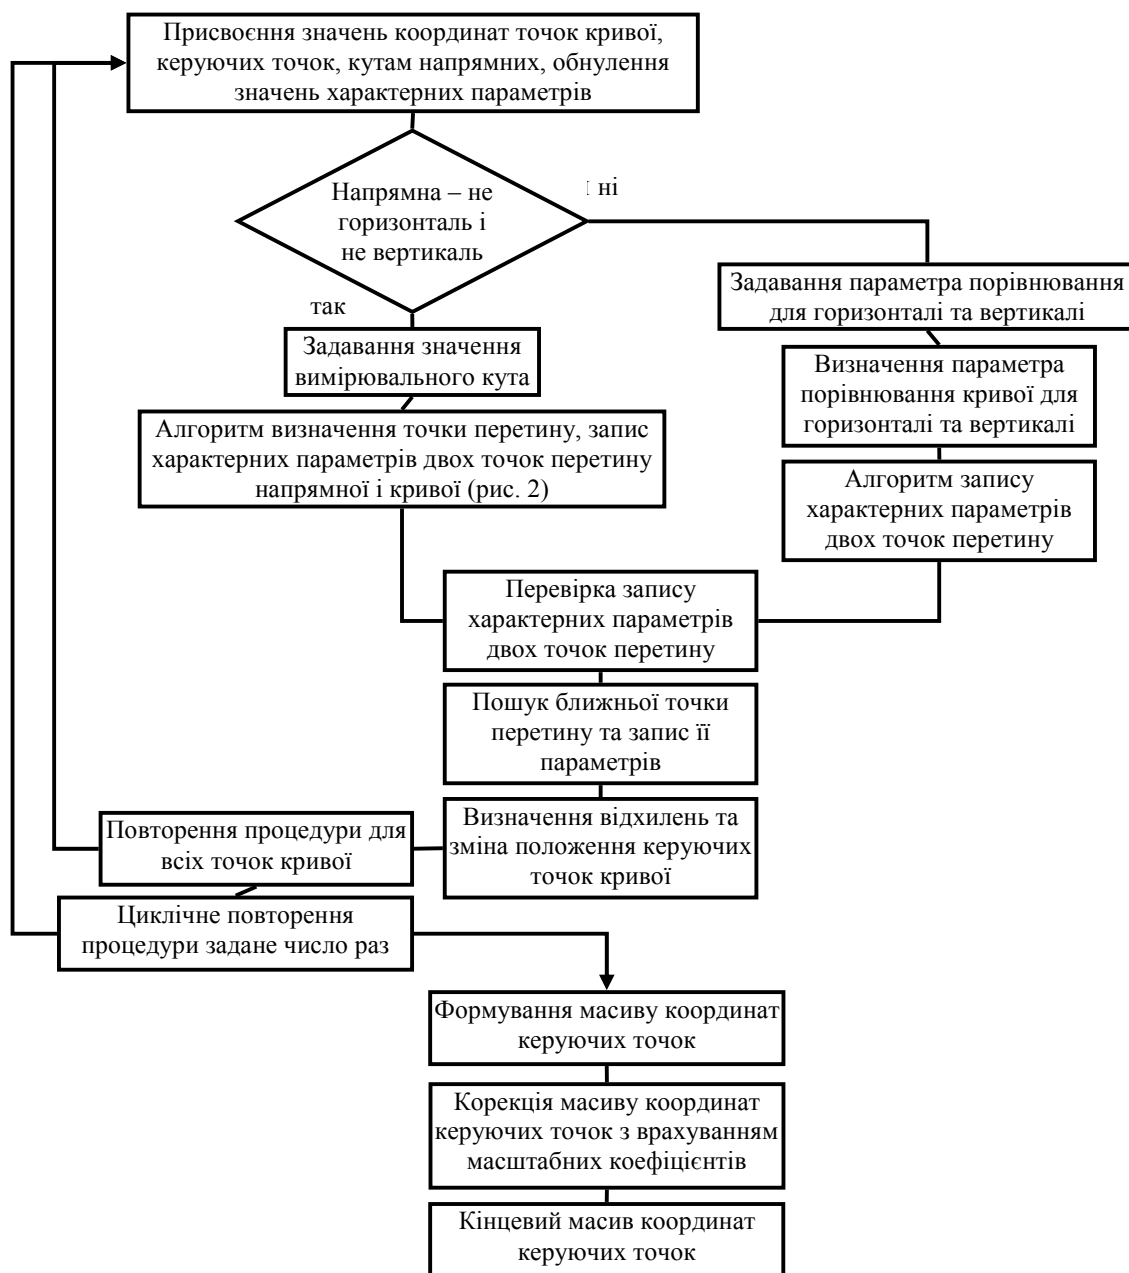 Присвоєння значень координат точок кривої,
керуючих точок, кутам напрямних, обнулення
значень характерних параметрів
Напрямна – не
горизонталь і
не вертикаль
ні
так
Задавання параметра порівнювання
для горизонталі та вертикалі
Задавання значення
вимірювального кута
Визначення параметра
порівнювання кривої для
горизонталі та вертикалі
Алгоритм визначення точки перетину, запис
характерних параметрів двох точок перетину
напрямної і кривої (рис. 2)
Алгоритм запису
характерних параметрів
двох точок перетину
Перевірка запису
характерних параметрів
двох точок перетину
Пошук ближньої точки
перетину та запис її
параметрів
Визначення відхилень та
зміна положення керуючих
точок кривої
Повторення процедури для
всіх точок кривої
Циклічне повторення
процедури задане число раз
Формування масиву координат
керуючих точок
Корекція масиву координат
керуючих точок з врахуванням
масштабних коефіцієнтів
Кінцевий масив координат
керуючих точок